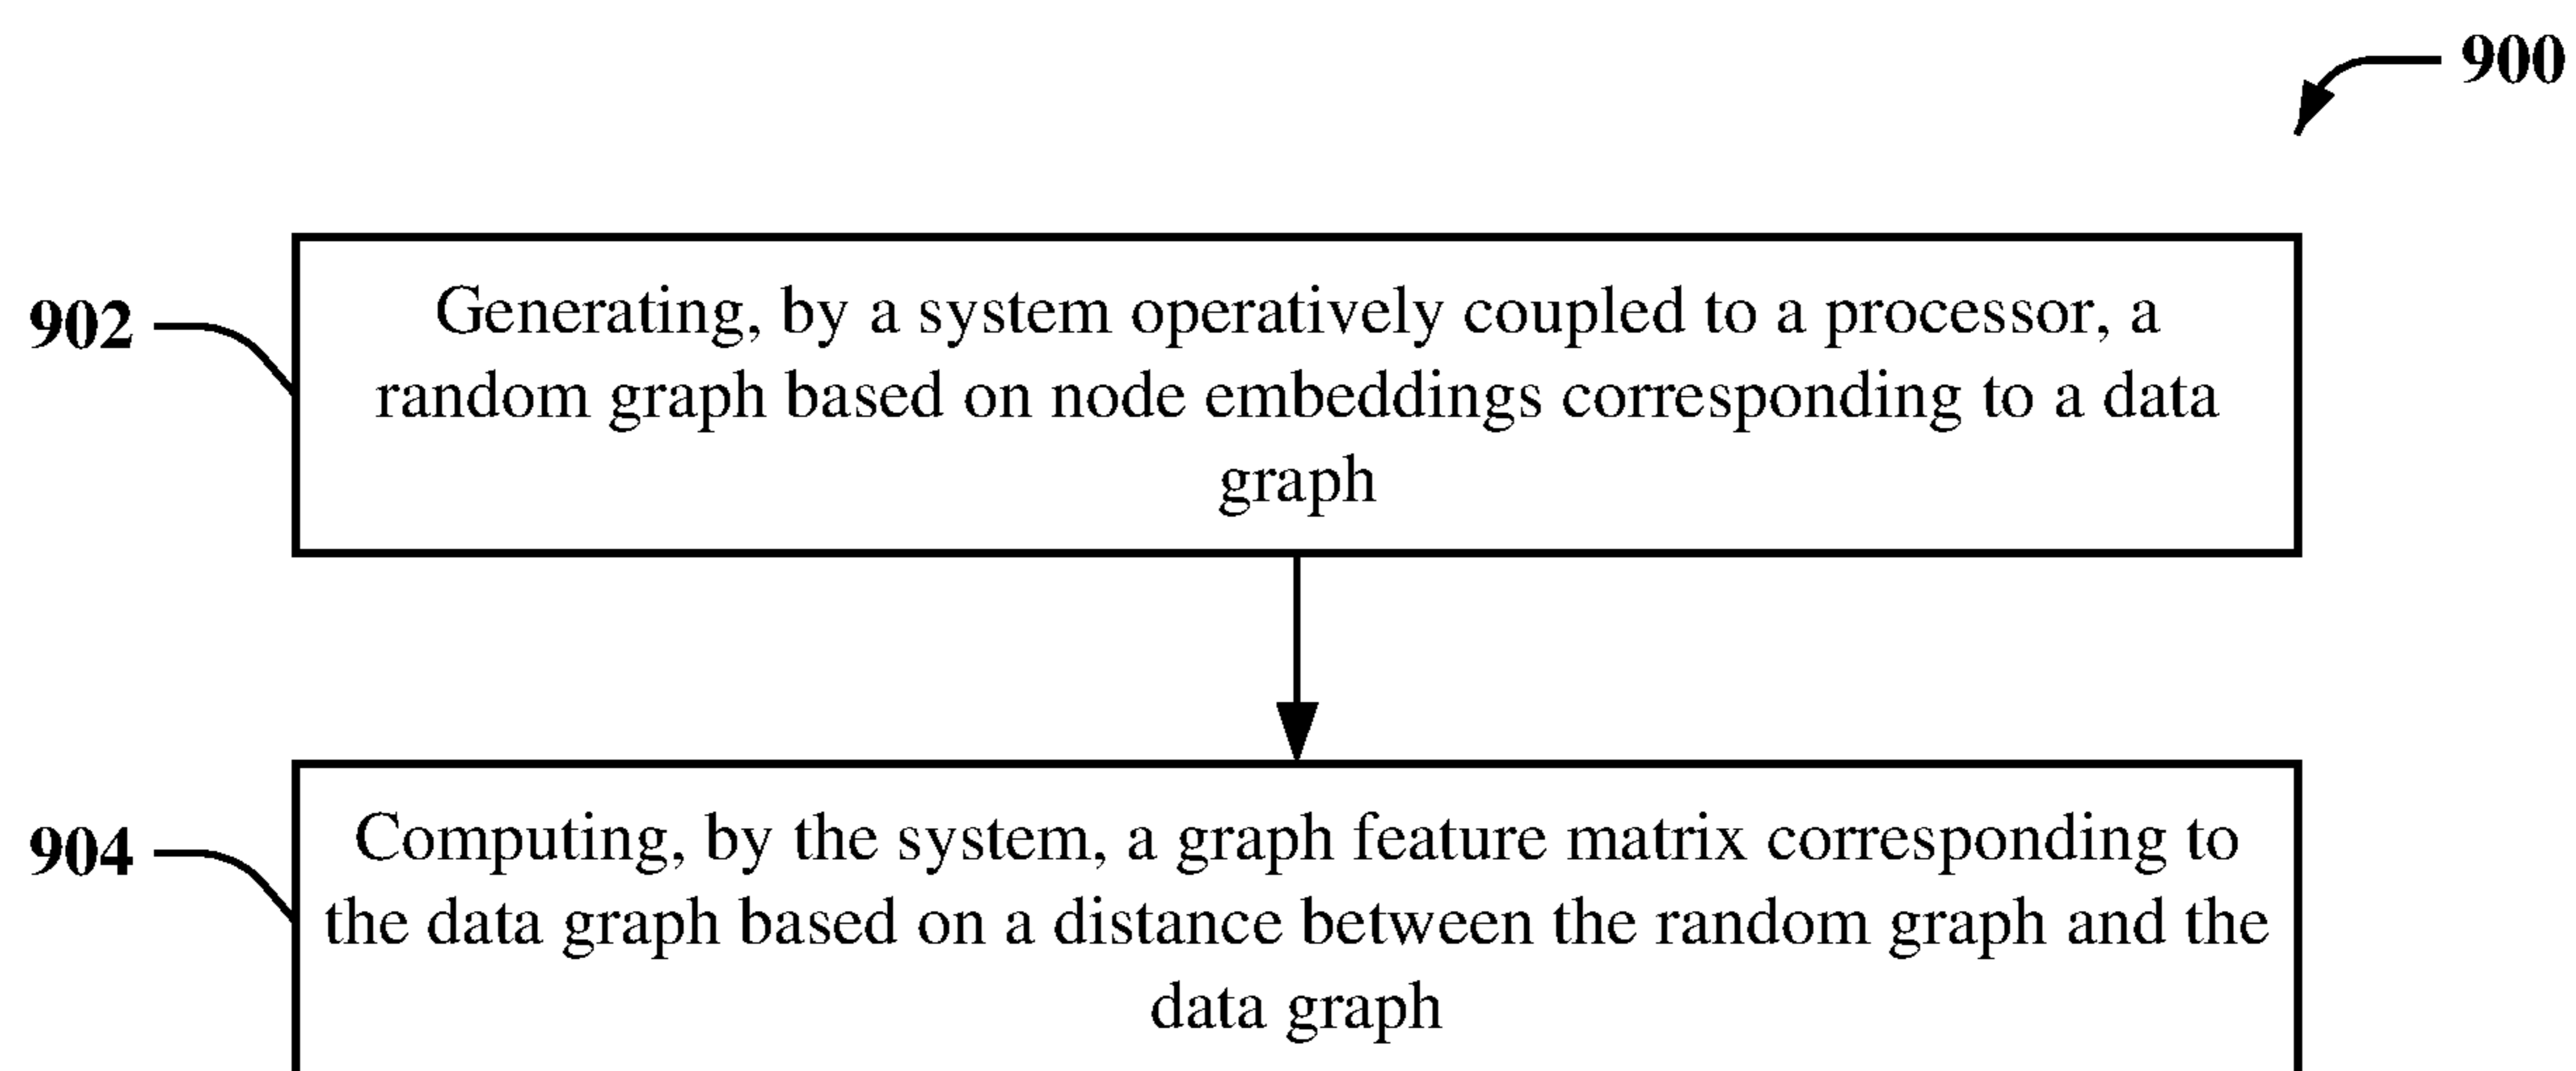 900
902
Generating, by a system operatively coupled to a processor, a
random graph based on node embeddings corresponding to a data
graph
904
Computing, by the system, a graph feature matrix corresponding to
the data graph based on a distance between the random graph and the
data graph